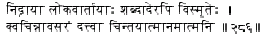 निद्राया लोकवार्तायाः शब्दादेरपि विस्मृतेः ।
क्वचिन्नावसरं दत्त्वा चिन्तयात्मानमात्मनि ॥ २८६॥